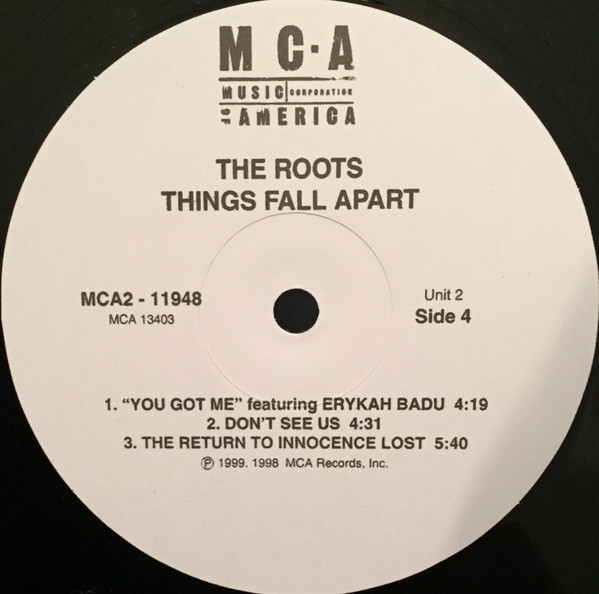 MC·A
MUSIC CORPORATION
OF AMERICA
THE ROOTS
THINGS FALL APART
MCA2 - 11948
MCA 13403
Unit 2
Side 4
1. “YOU GOT ME” featuring ERYKAH BADU 4:19
2. DON'T SEE US 4:31
3. THE RETURN TO INNOCENCE LOST 5:40
℗ 1999. 1998 MCA Records, Inc.